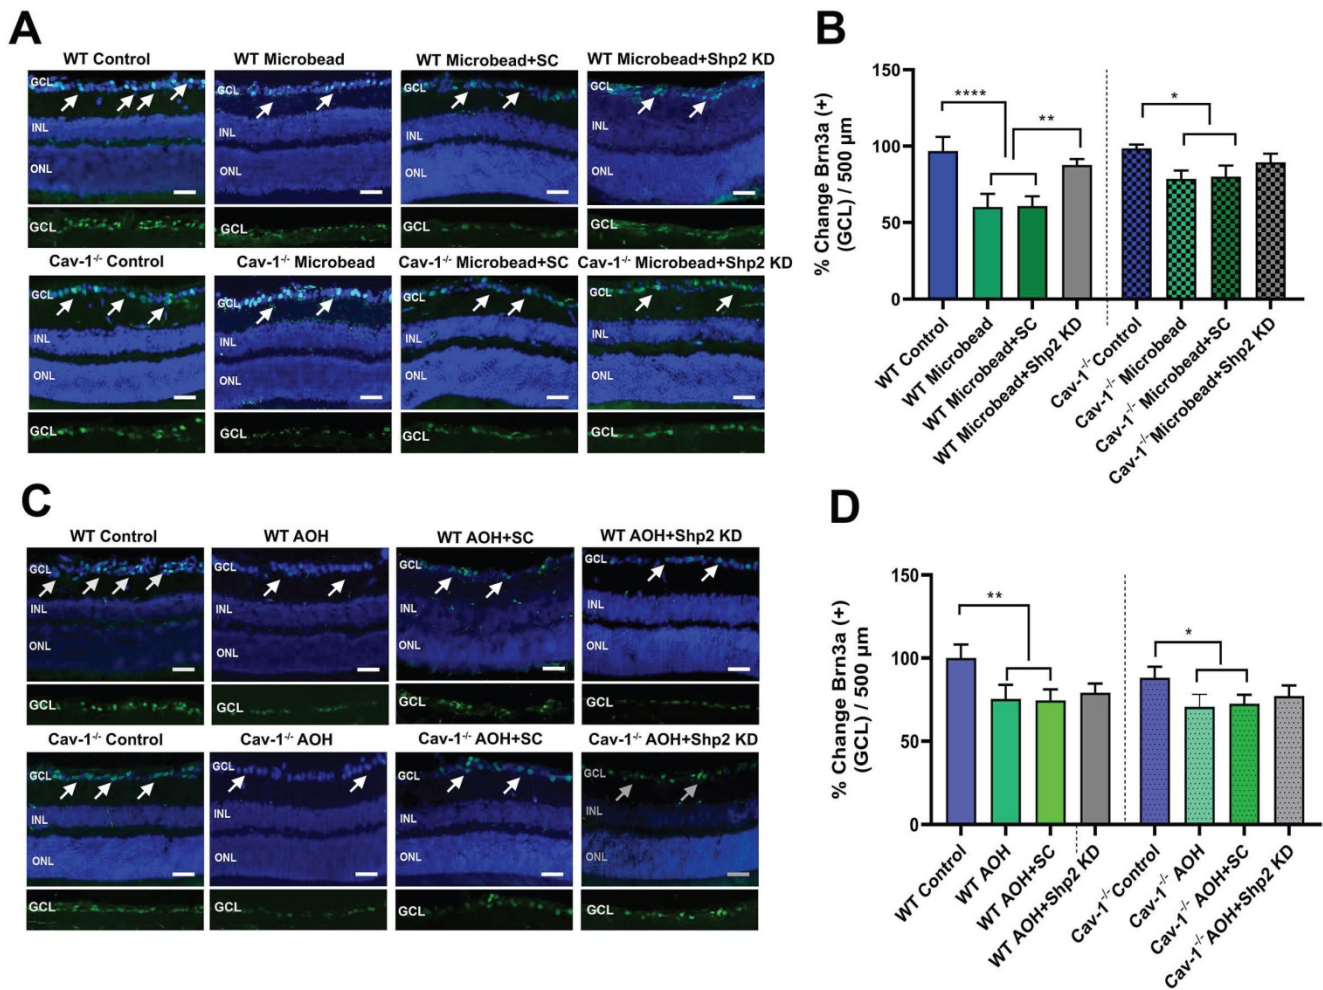 A
WT Control
WT Microbead
WT Microbead+SC
WT Microbead+Shp2 KD
GCL
GCL
GCL
GCL
INL
INL
INL
INL
ONL
ONL
ONL
ONL
GCL
GCL
GCL
GCL
Cav-1⁻/⁻ Control
Cav-1⁻/⁻ Microbead
Cav-1⁻/⁻ Microbead+SC
Cav-1⁻/⁻ Microbead+Shp2 KD
GCL
GCL
GCL
GCL
INL
INL
INL
INL
ONL
ONL
ONL
ONL
GCL
GCL
GCL
GCL
B
% Change Brn3a (+)
(GCL) / 500 µm
150
100
50
0
****
**
*
WT Control
WT Microbead
WT Microbead+SC
WT Microbead+Shp2 KD
Cav-1⁻/⁻ Control
Cav-1⁻/⁻ Microbead
Cav-1⁻/⁻ Microbead+SC
Cav-1⁻/⁻Microbead+Shp2 KD
C
WT Control
WT AOH
WT AOH+SC
WT AOH+Shp2 KD
GCL
GCL
GCL
GCL
INL
INL
INL
INL
ONL
ONL
ONL
ONL
GCL
GCL
GCL
GCL
Cav-1⁻/⁻ Control
Cav-1⁻/⁻ AOH
Cav-1⁻/⁻ AOH+SC
Cav-1⁻/⁻ AOH+Shp2 KD
GCL
GCL
GCL
GCL
INL
INL
INL
INL
ONL
ONL
ONL
ONL
GCL
GCL
GCL
GCL
D
% Change Brn3a (+)
(GCL) / 500 µm
150
100
50
0
**
*
WT Control
WT AOH
WT AOH+SC
WT AOH+Shp2 KD
Cav-1⁻/⁻ Control
Cav-1⁻/⁻ AOH
Cav-1⁻/⁻ AOH+SC
Cav-1⁻/⁻AOH+Shp2 KD